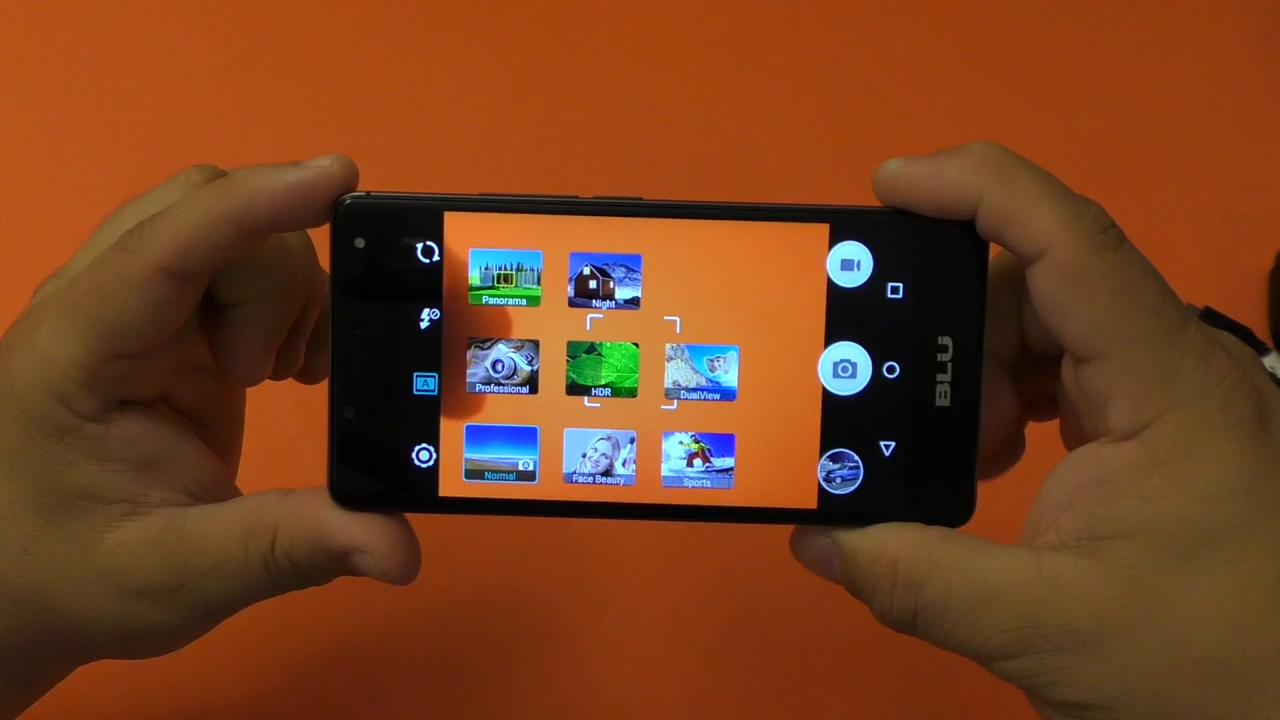 Panorama
Night
Professional
HDR
DualView
Normal
Face Beauty
Sports
A
BLU